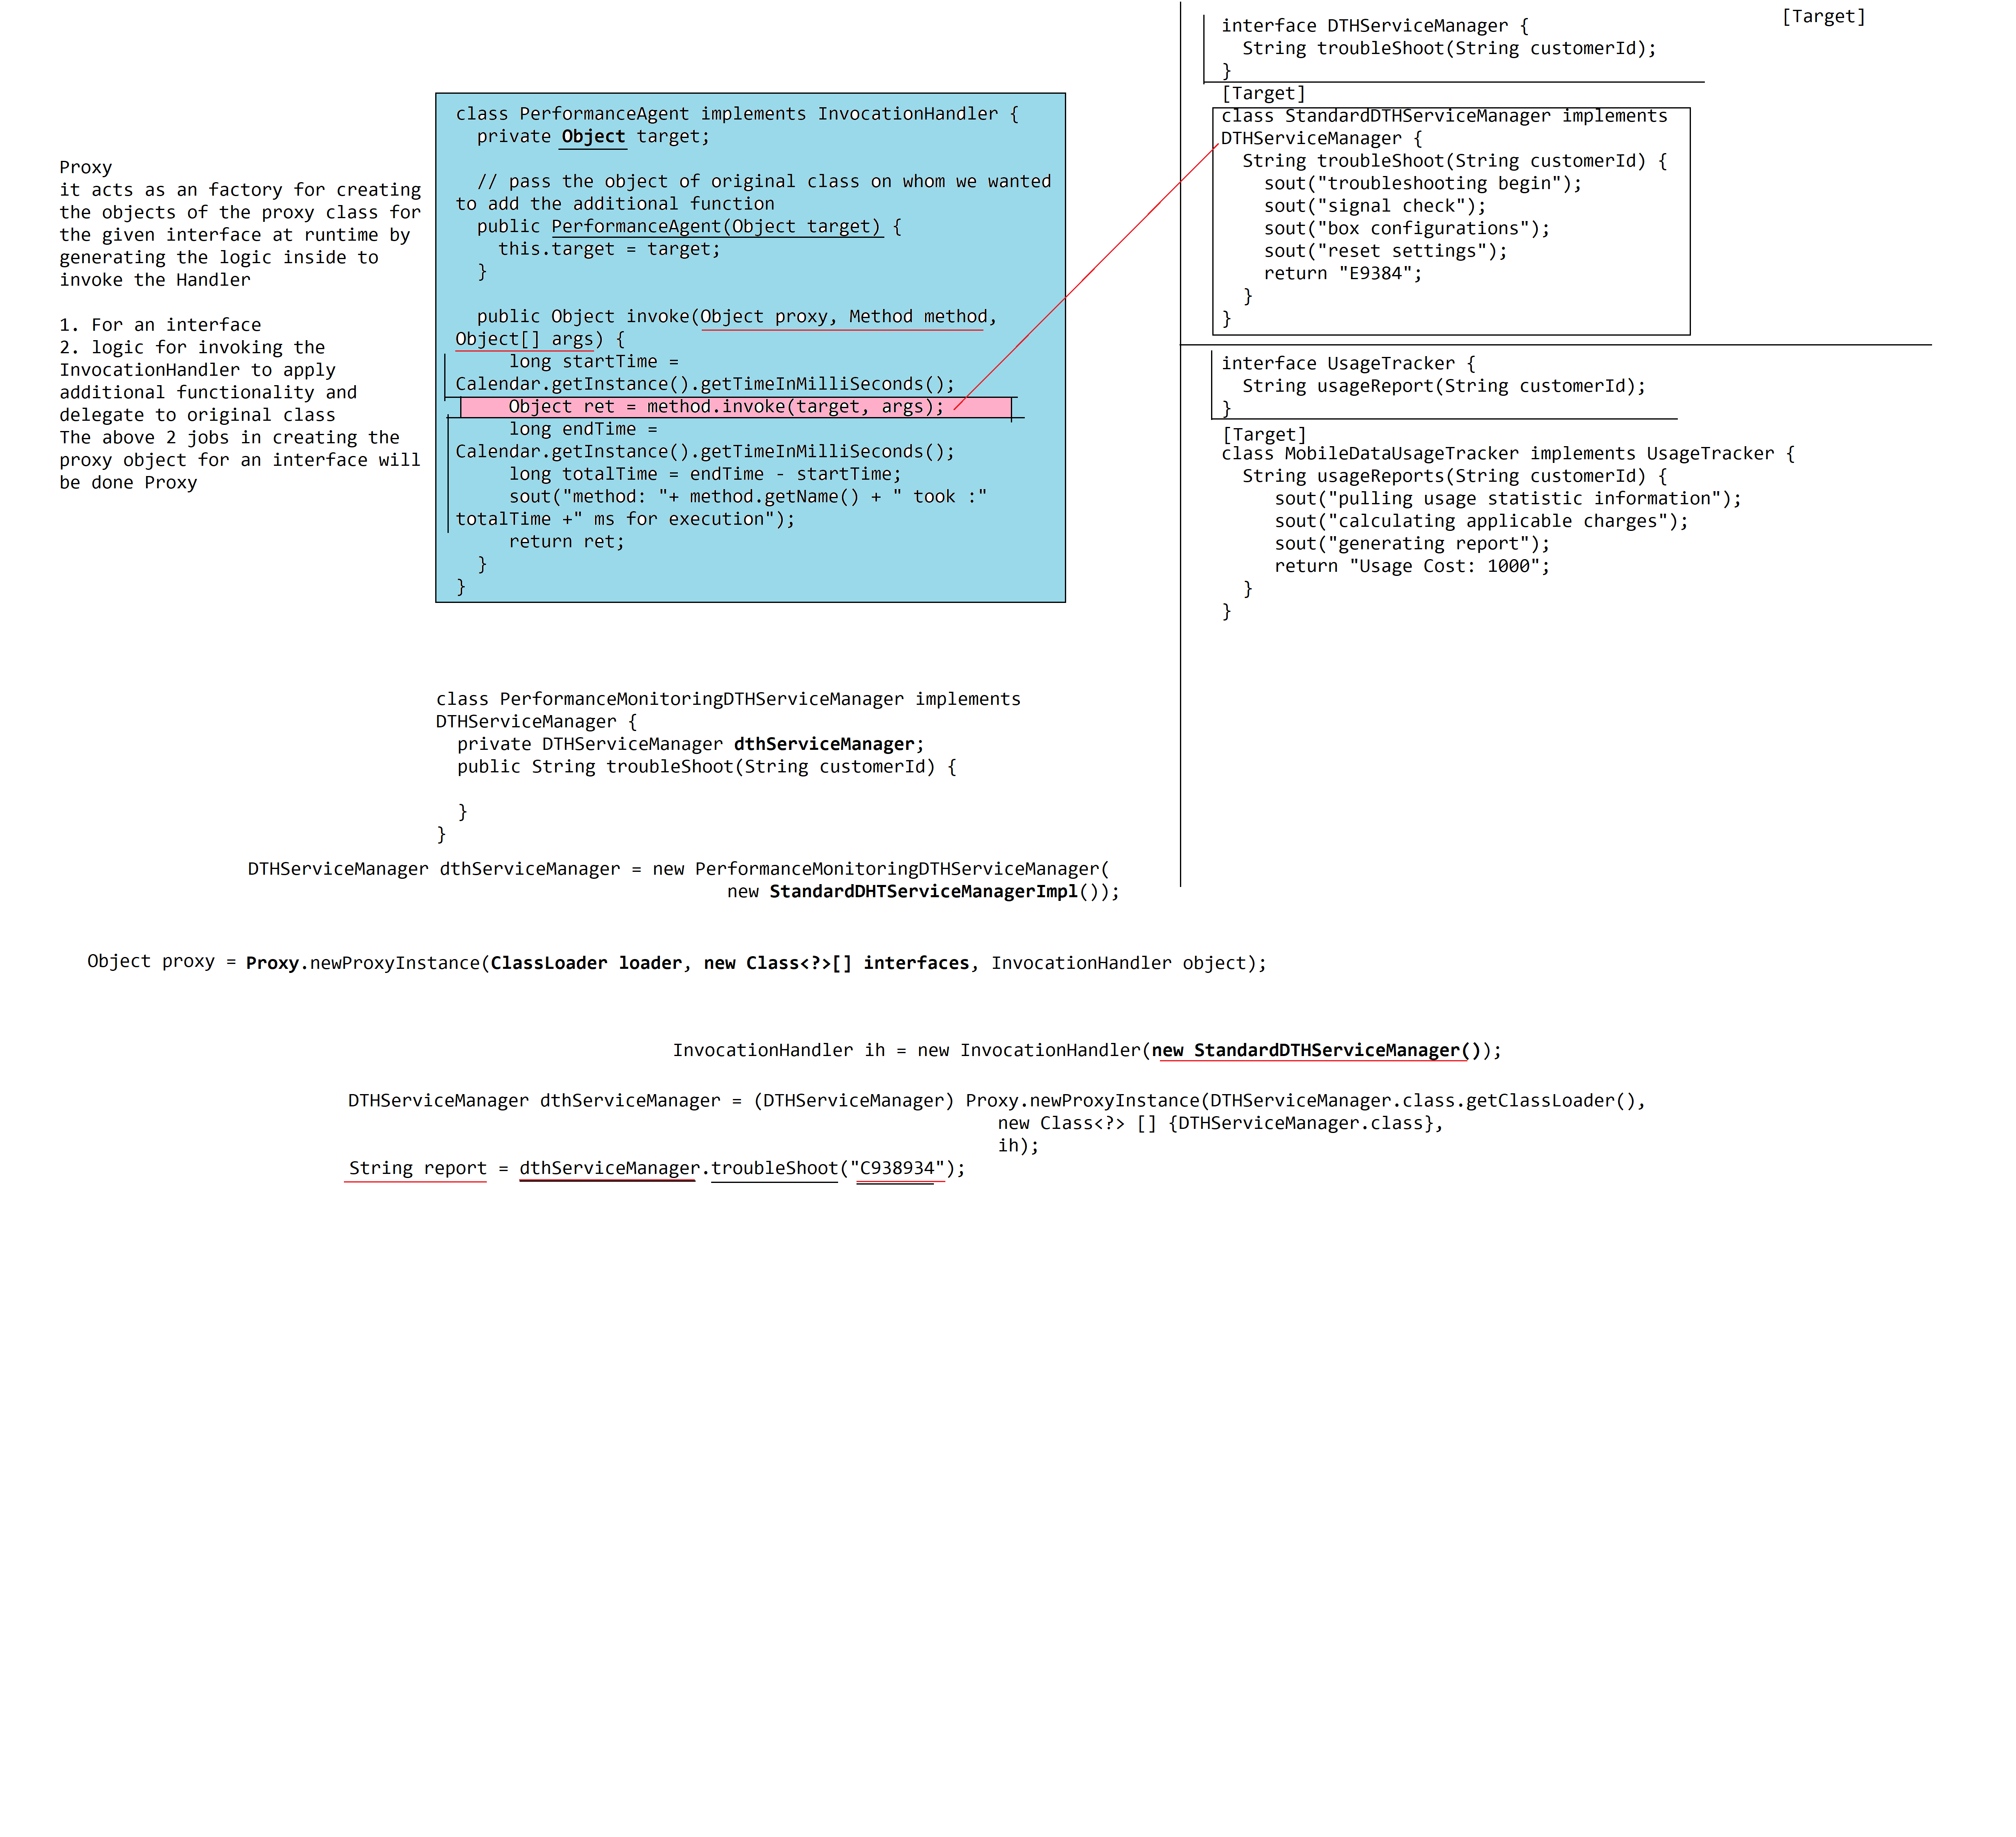 Proxy
it acts as an factory for creating
the objects of the proxy class for
the given interface at runtime by
generating the logic inside to
invoke the Handler

1. For an interface
2. logic for invoking the
InvocationHandler to apply
additional functionality and
delegate to original class
The above 2 jobs in creating the
proxy object for an interface will
be done Proxy

class PerformanceAgent implements InvocationHandler {
  private Object target;

  // pass the object of original class on whom we wanted
to add the additional function
  public PerformanceAgent(Object target) {
    this.target = target;
  }

  public Object invoke(Object proxy, Method method,
Object[] args) {
     long startTime =
Calendar.getInstance().getTimeInMilliSeconds();
     Object ret = method.invoke(target, args);
     long endTime =
Calendar.getInstance().getTimeInMilliSeconds();
     long totalTime = endTime - startTime;
     sout("method: "+ method.getName() + " took :"
totalTime +" ms for execution");
     return ret;
  }
}

[Target]
interface DTHServiceManager {
  String troubleShoot(String customerId);
}
[Target]
class StandardDTHServiceManager implements
DTHServiceManager {
  String troubleShoot(String customerId) {
    sout("troubleshooting begin");
    sout("signal check");
    sout("box configurations");
    sout("reset settings");
    return "E9384";
  }
}

interface UsageTracker {
  String usageReport(String customerId);
}
[Target]
class MobileDataUsageTracker implements UsageTracker {
  String usageReports(String customerId) {
     sout("pulling usage statistic information");
     sout("calculating applicable charges");
     sout("generating report");
     return "Usage Cost: 1000";
  }
}

class PerformanceMonitoringDTHServiceManager implements
DTHServiceManager {
  private DTHServiceManager dthServiceManager;
  public String troubleShoot(String customerId) {

  }
}
DTHServiceManager dthServiceManager = new PerformanceMonitoringDTHServiceManager(
new StandardDHTServiceManagerImpl());

Object proxy = Proxy.newProxyInstance(ClassLoader loader, new Class<?>[] interfaces, InvocationHandler object);

InvocationHandler ih = new InvocationHandler(new StandardDTHServiceManager());

DTHServiceManager dthServiceManager = (DTHServiceManager) Proxy.newProxyInstance(DTHServiceManager.class.getClassLoader(),
new Class<?> [] {DTHServiceManager.class},
ih);
String report = dthServiceManager.troubleShoot("C938934");